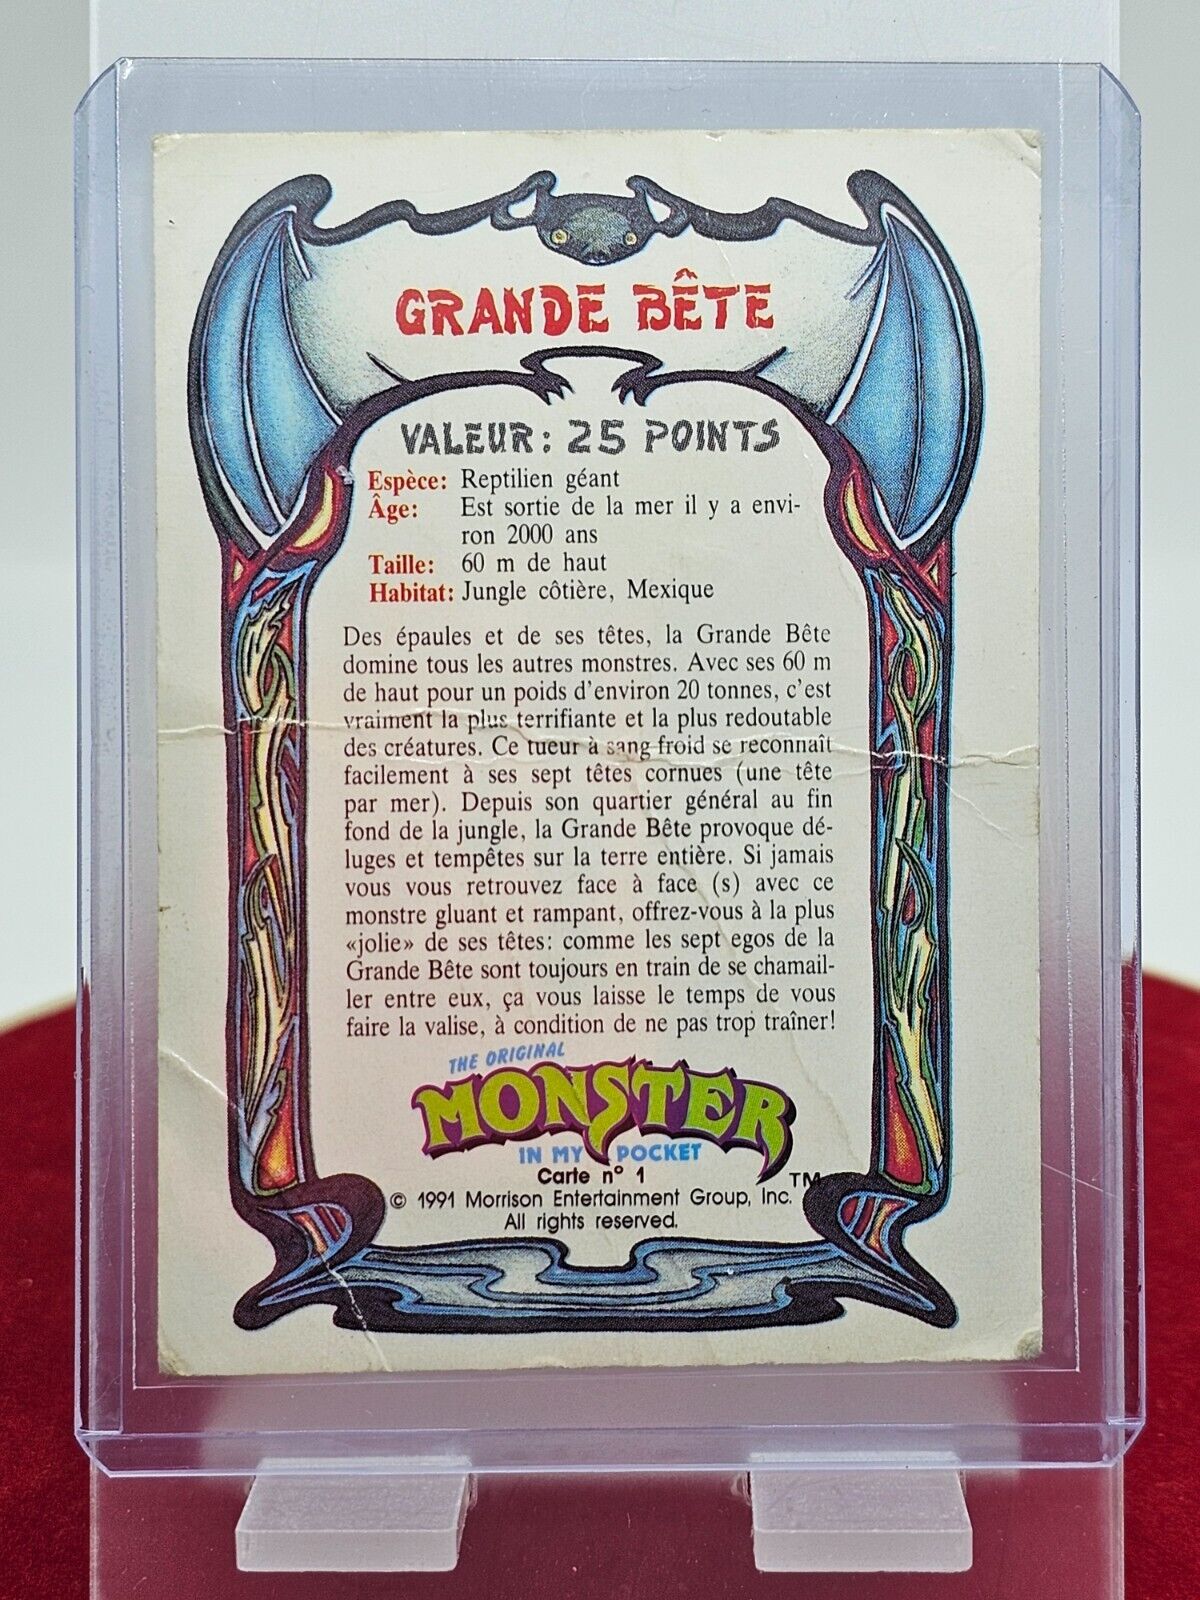 GRANDE BÊTE
VALEUR: 25 POINTS
Espèce: Reptilien géant
Âge: Est sortie de la mer il y a envi-
ron 2000 ans
Taille: 60 m de haut
Habitat: Jungle côtière, Mexique
Des épaules et de ses têtes, la Grande Bête
domine tous les autres monstres. Avec ses 60 m
de haut pour un poids d'environ 20 tonnes, c'est
vraiment la plus terrifiante et la plus redoutable
des créatures. Ce tueur à sang froid se reconnaît
facilement à ses sept têtes cornues (une tête
par mer). Depuis son quartier général au fin
fond de la jungle, la Grande Bête provoque dé-
luges et tempêtes sur la terre entière. Si jamais
vous vous retrouvez face à face (s) avec ce
monstre gluant et rampant, offrez-vous à la plus
«jolie» de ses têtes: comme les sept egos de la
Grande Bête sont toujours en train de se chamail-
ler entre eux, ça vous laisse le temps de vous
faire la valise, à condition de ne pas trop traîner!
THE ORIGINAL
MONSTER
IN MY POCKET
Carte n° 1 TM
© 1991 Morrison Entertainment Group, Inc.
All rights reserved.